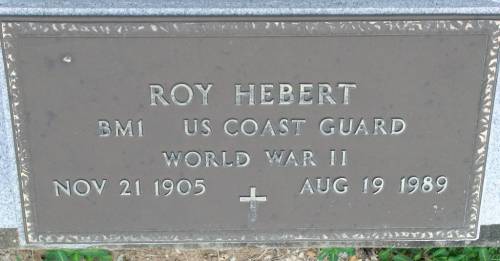 ROY HEBERT
BM1 US COAST GUARD
WORLD WAR II
NOV 21 1905 AUG 19 1989